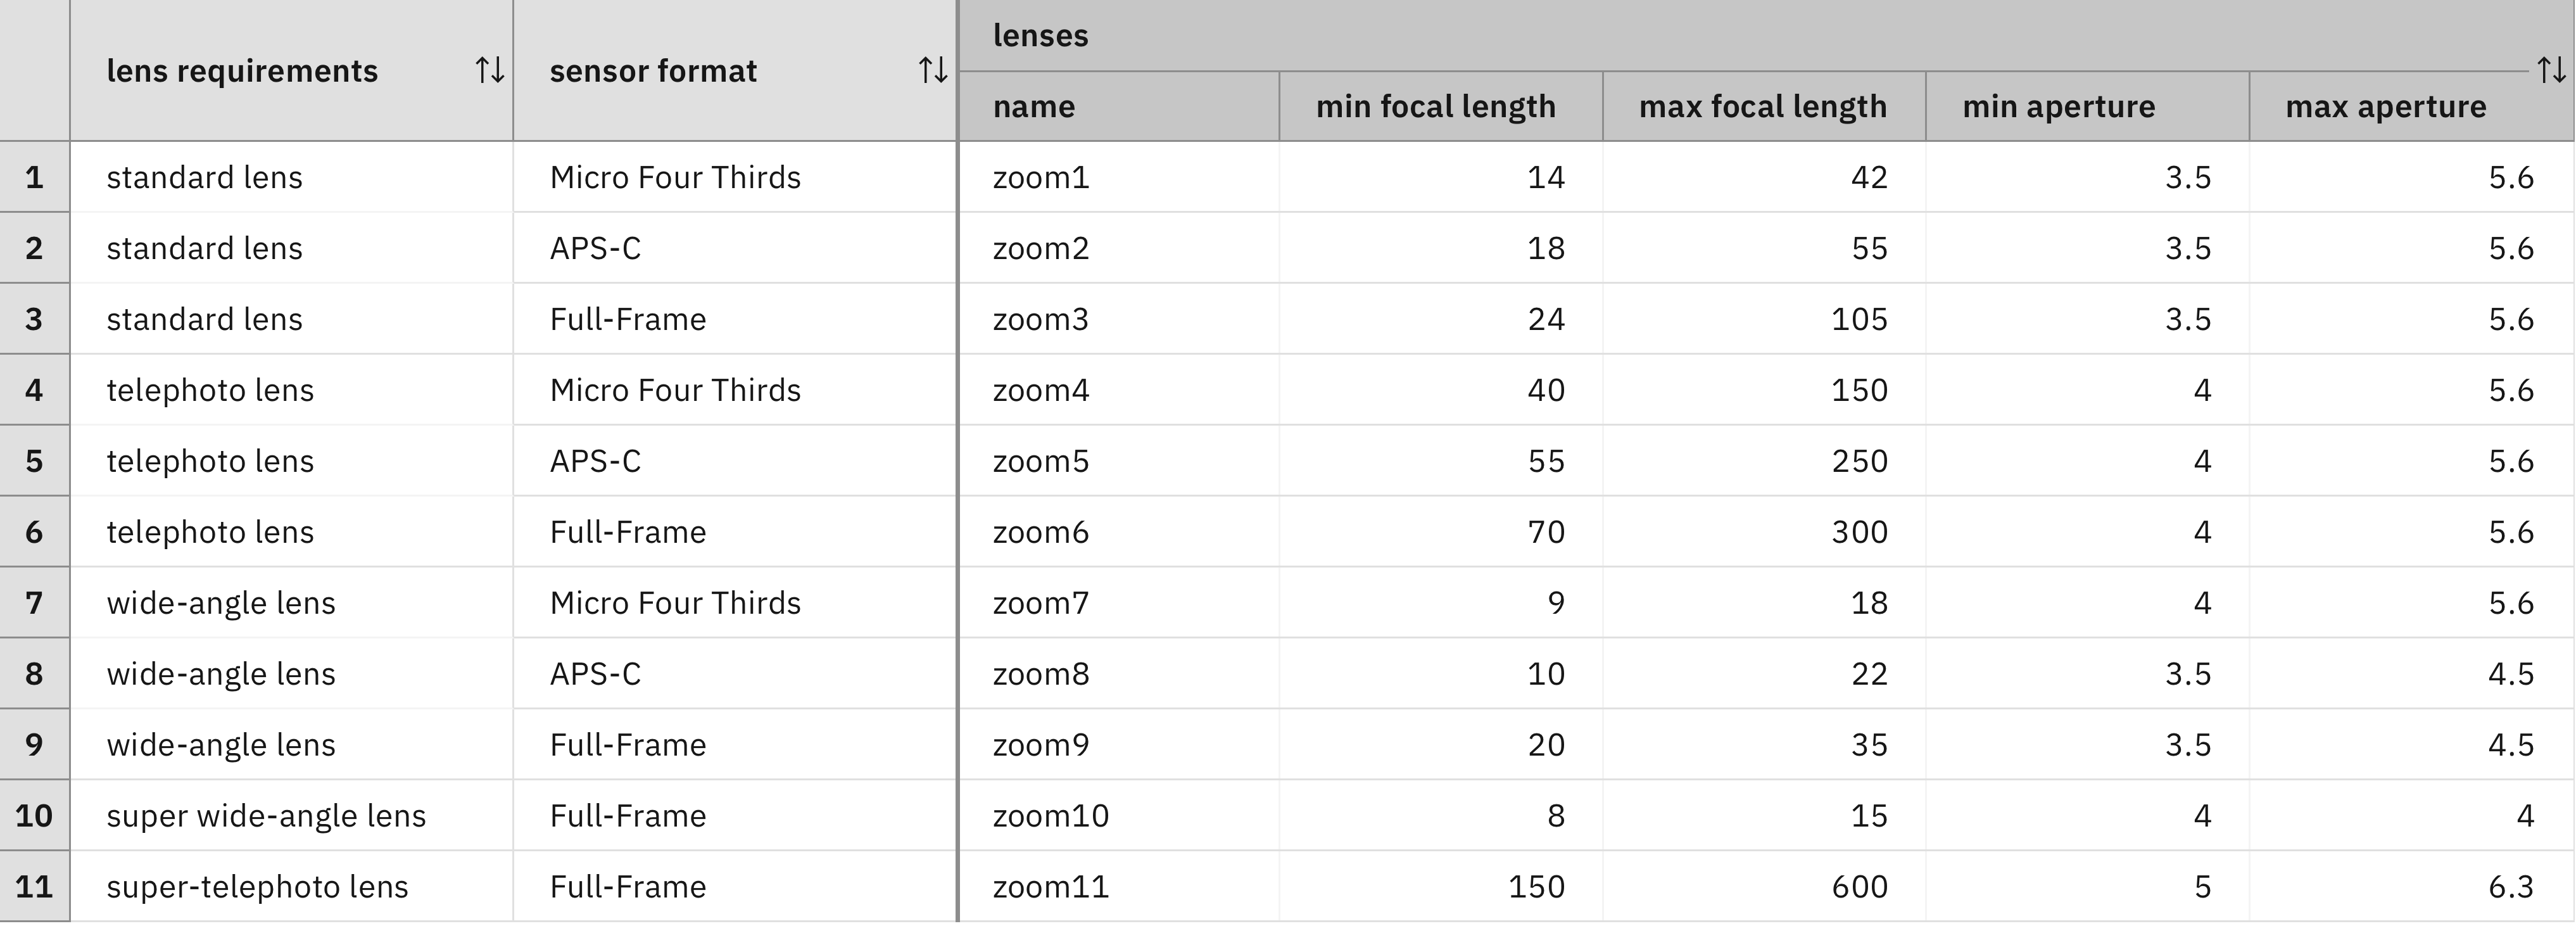 lens requirements ↑↓ sensor format ↑↓ lenses ↑↓
name min focal length max focal length min aperture max aperture
1 standard lens Micro Four Thirds zoom1 14 42 3.5 5.6
2 standard lens APS-C zoom2 18 55 3.5 5.6
3 standard lens Full-Frame zoom3 24 105 3.5 5.6
4 telephoto lens Micro Four Thirds zoom4 40 150 4 5.6
5 telephoto lens APS-C zoom5 55 250 4 5.6
6 telephoto lens Full-Frame zoom6 70 300 4 5.6
7 wide-angle lens Micro Four Thirds zoom7 9 18 4 5.6
8 wide-angle lens APS-C zoom8 10 22 3.5 4.5
9 wide-angle lens Full-Frame zoom9 20 35 3.5 4.5
10 super wide-angle lens Full-Frame zoom10 8 15 4 4
11 super-telephoto lens Full-Frame zoom11 150 600 5 6.3